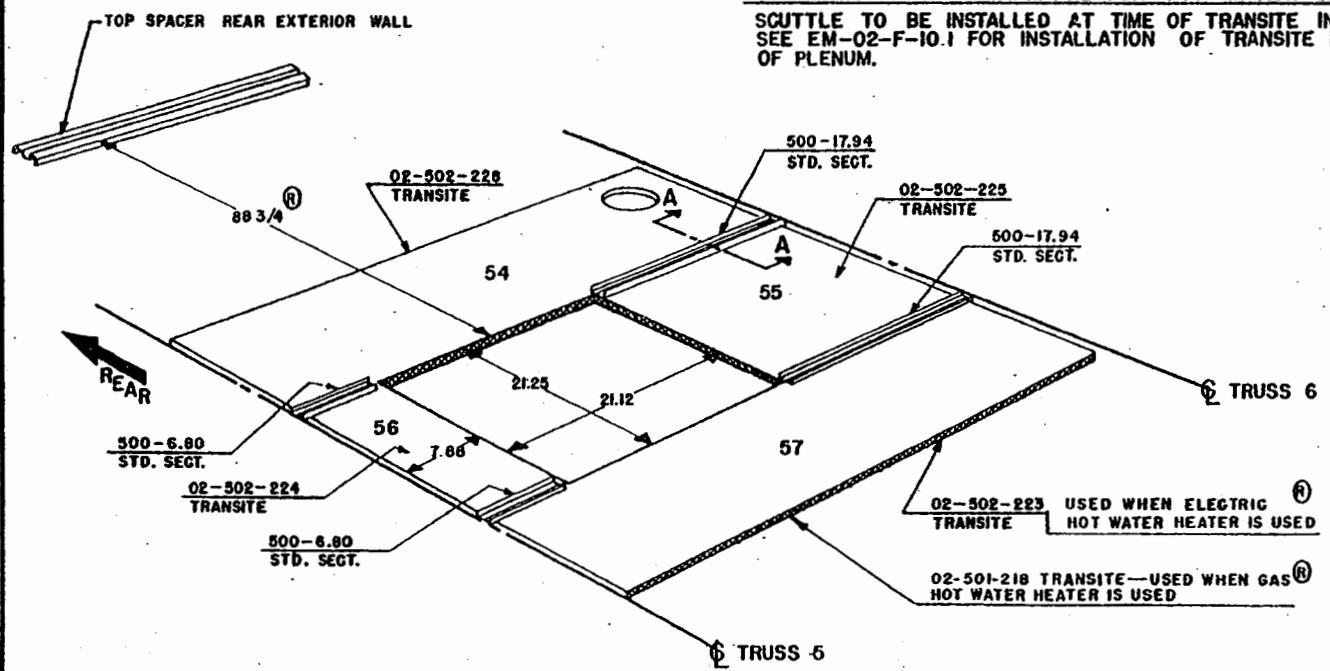 TOP SPACER REAR EXTERIOR WALL
SCUTTLE TO BE INSTALLED AT TIME OF TRANSITE IN
SEE EM-02-F-10.1 FOR INSTALLATION OF TRANSITE
OF PLENUM.
500-17.94
STD. SECT.
02-502-226
TRANSITE
02-502-225
TRANSITE
88 3/4 Ⓡ
A
500-17.94
STD. SECT.
A
54
55
REAR
21.25
21.12
℄ TRUSS 6
500-6.80
STD. SECT.
56
7.88
57
02-502-224
TRANSITE
02-502-223 USED WHEN ELECTRIC Ⓡ
TRANSITE HOT WATER HEATER IS USED
500-6.80
STD. SECT.
02-501-218 TRANSITE—USED WHEN GAS Ⓡ
HOT WATER HEATER IS USED
℄ TRUSS 5